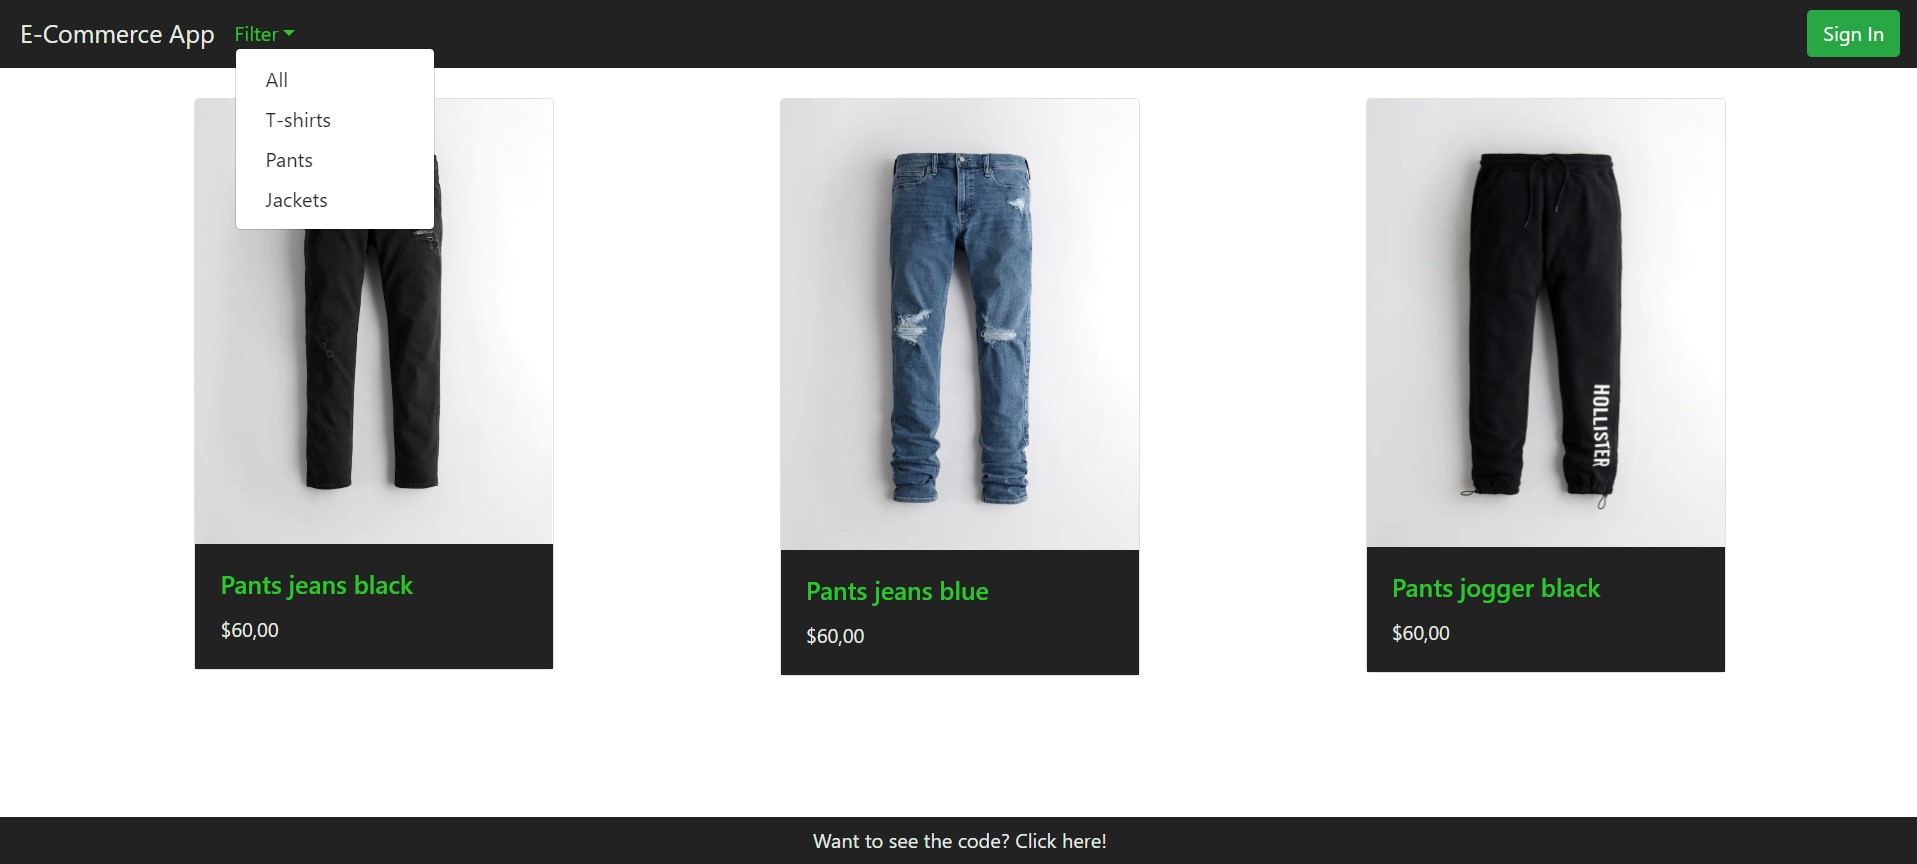 E-Commerce App
Filter
Sign In
All
T-shirts
Pants
Jackets
HOLLISTER
Pants jeans black
$60,00
Pants jeans blue
$60,00
Pants jogger black
$60,00
Want to see the code? Click here!